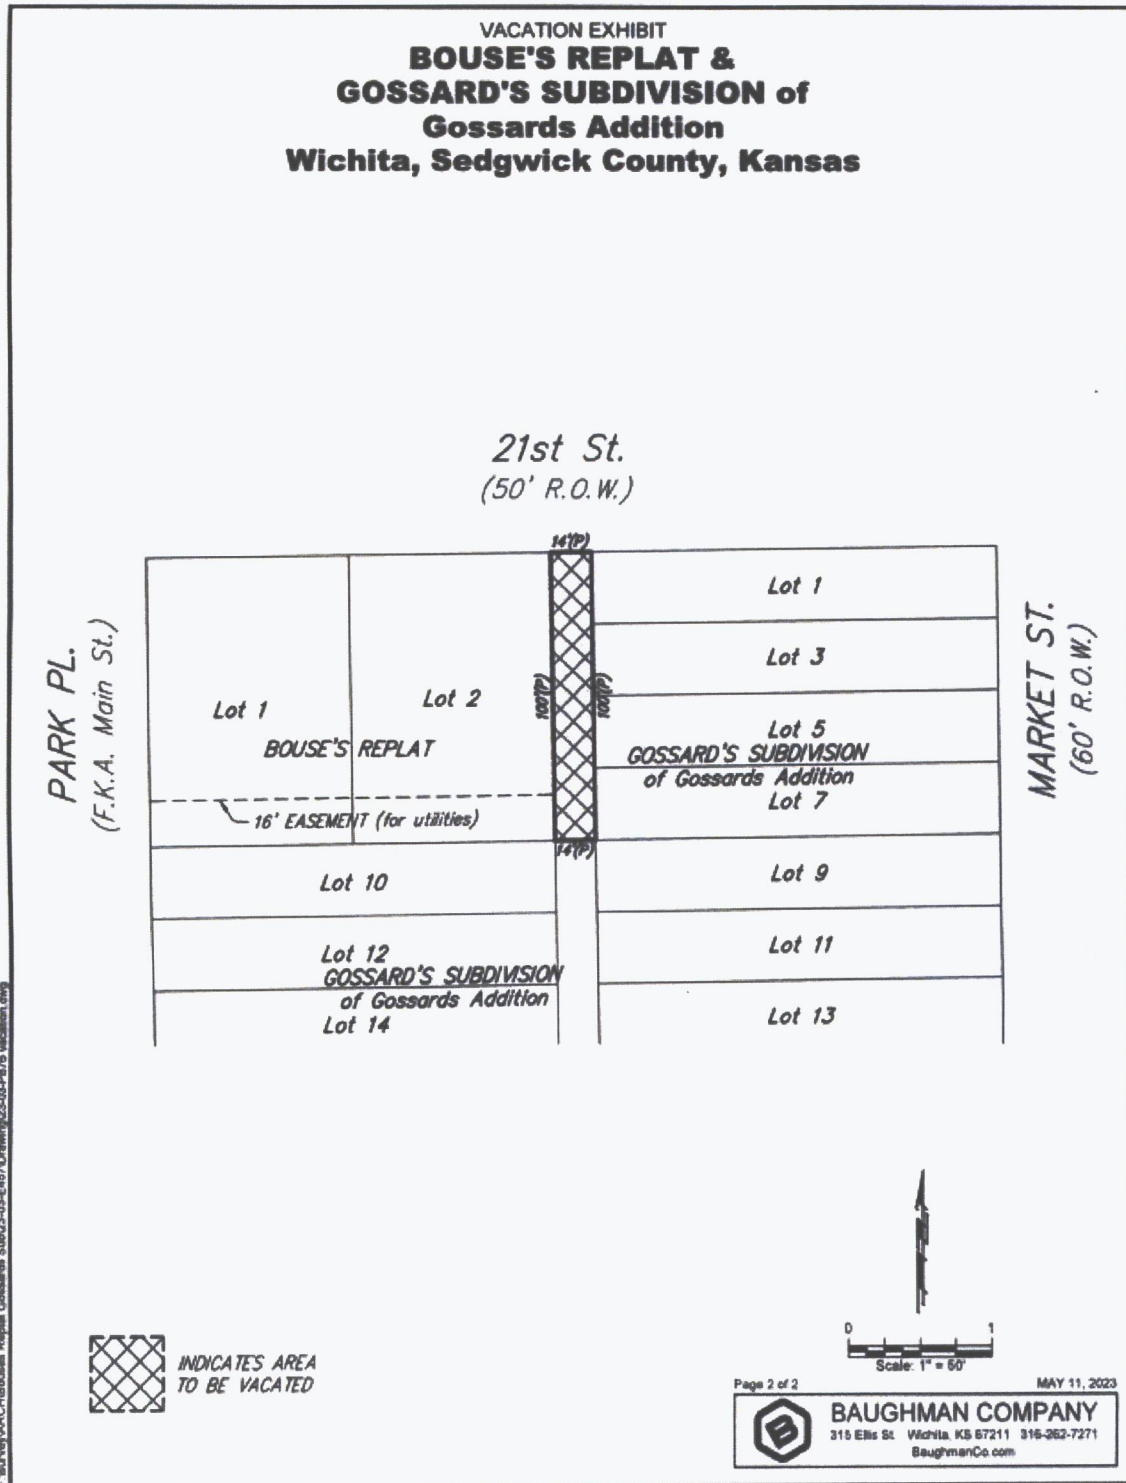 VACATION EXHIBIT
BOUSE'S REPLAT &
GOSSARD'S SUBDIVISION of
Gossards Addition
Wichita, Sedgwick County, Kansas
21st St.
(50' R.O.W.)
14'(P)
PARK PL.
(F.K.A. Main St.)
Lot 1
Lot 2
BOUSE'S REPLAT
16' EASEMENT (for utilities)
100'(P)
100'(P)
14'(P)
Lot 1
Lot 3
Lot 5
GOSSARD'S SUBDIVISION
of Gossards Addition
Lot 7
Lot 9
Lot 11
Lot 13
MARKET ST.
(60' R.O.W.)
Lot 10
Lot 12
GOSSARD'S SUBDIVISION
of Gossards Addition
Lot 14
INDICATES AREA
TO BE VACATED
0 1
Scale: 1" = 50'
Page 2 of 2
MAY 11, 2023
B
BAUGHMAN COMPANY
315 Ellis St. Wichita, KS 67211 316-262-7271
BaughmanCo.com